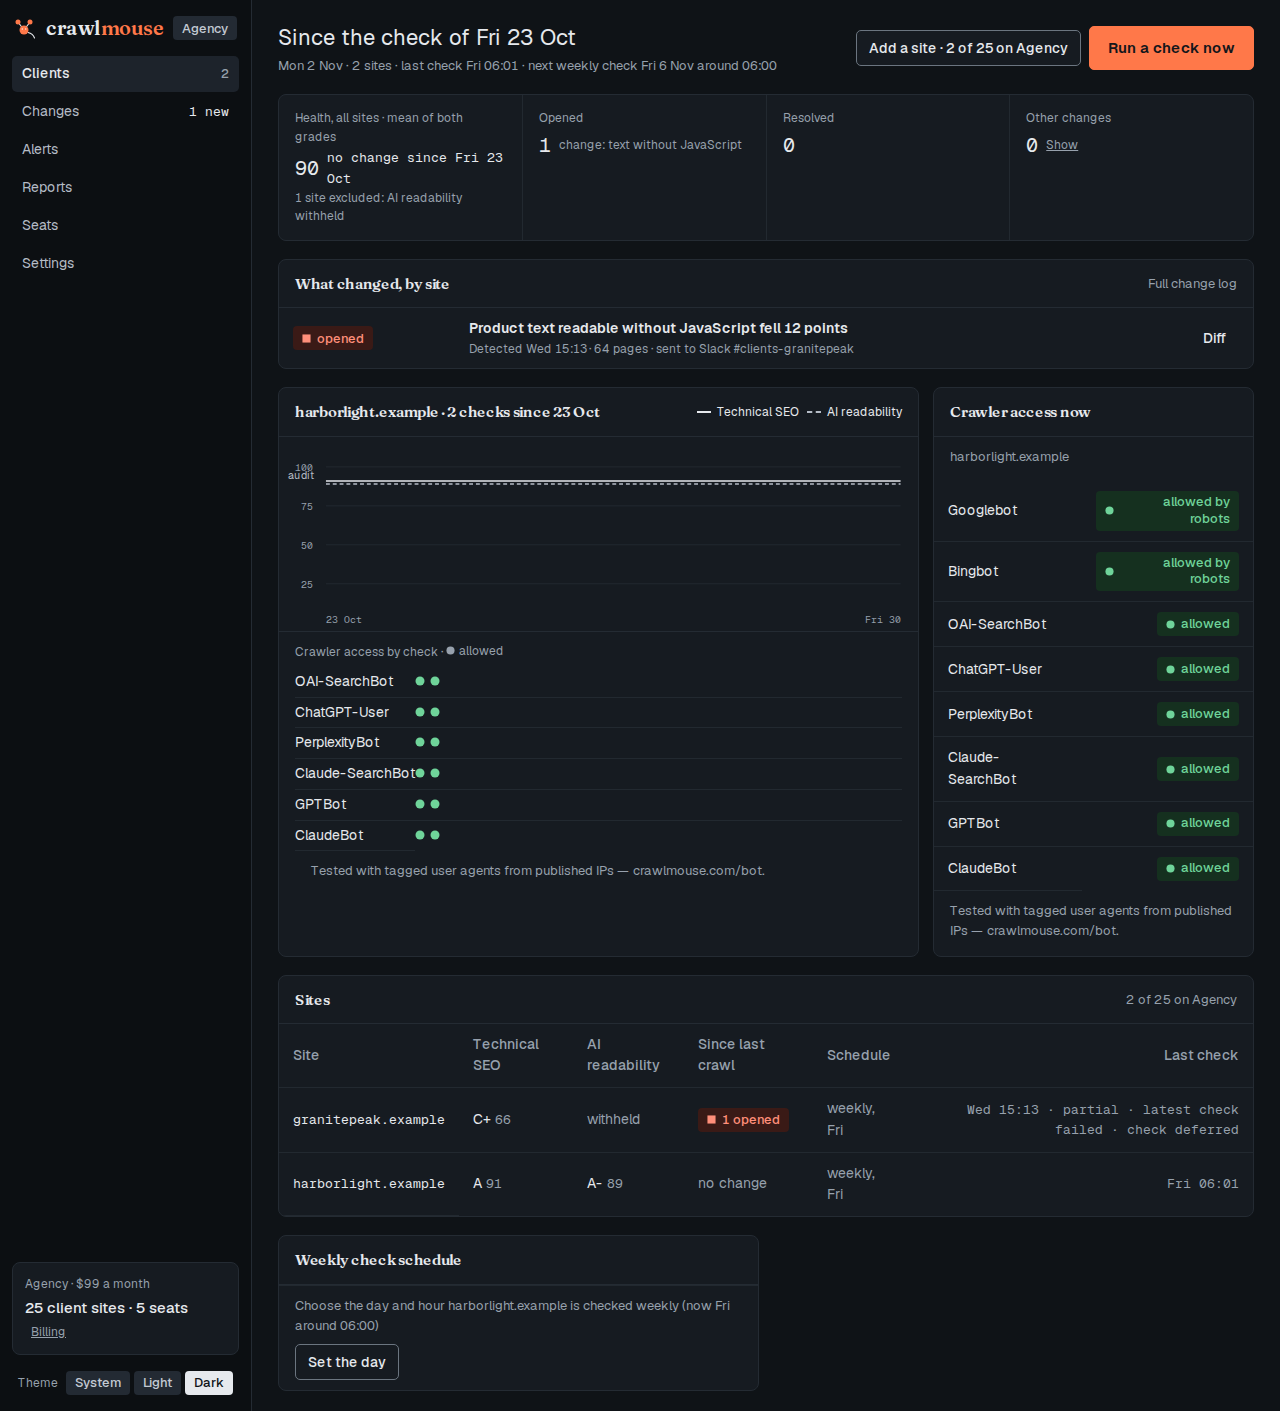 crawlmouse Agency
Clients 2
Changes 1 new
Alerts
Reports
Seats
Settings
Agency · $99 a month
25 client sites · 5 seats
Billing
Theme System Light Dark
Since the check of Fri 23 Oct
Mon 2 Nov · 2 sites · last check Fri 06:01 · next weekly check Fri 6 Nov around 06:00
Add a site · 2 of 25 on Agency
Run a check now
Health, all sites · mean of both
grades
90 no change since Fri 23
Oct
1 site excluded: AI readability
withheld
Opened
1 change: text without JavaScript
Resolved
0
Other changes
0 Show
What changed, by site
Full change log
opened
Product text readable without JavaScript fell 12 points
Detected Wed 15:13 · 64 pages · sent to Slack #clients-granitepeak
Diff
harborlight.example · 2 checks since 23 Oct
Technical SEO AI readability
100
audit
75
50
25
23 Oct Fri 30
Crawler access by check · allowed
OAI-SearchBot
ChatGPT-User
PerplexityBot
Claude-SearchBot
GPTBot
ClaudeBot
Tested with tagged user agents from published IPs — crawlmouse.com/bot.
Crawler access now
harborlight.example
Googlebot allowed by
robots
Bingbot allowed by
robots
OAI-SearchBot allowed
ChatGPT-User allowed
PerplexityBot allowed
Claude-
SearchBot allowed
GPTBot allowed
ClaudeBot allowed
Tested with tagged user agents from published
IPs — crawlmouse.com/bot.
Sites
2 of 25 on Agency
Site Technical SEO AI readability Since last crawl Schedule Last check
granitepeak.example C+ 66 withheld 1 opened weekly, Fri Wed 15:13 · partial · latest check
failed · check deferred
harborlight.example A 91 A- 89 no change weekly, Fri Fri 06:01
Weekly check schedule
Choose the day and hour harborlight.example is checked weekly (now Fri
around 06:00)
Set the day